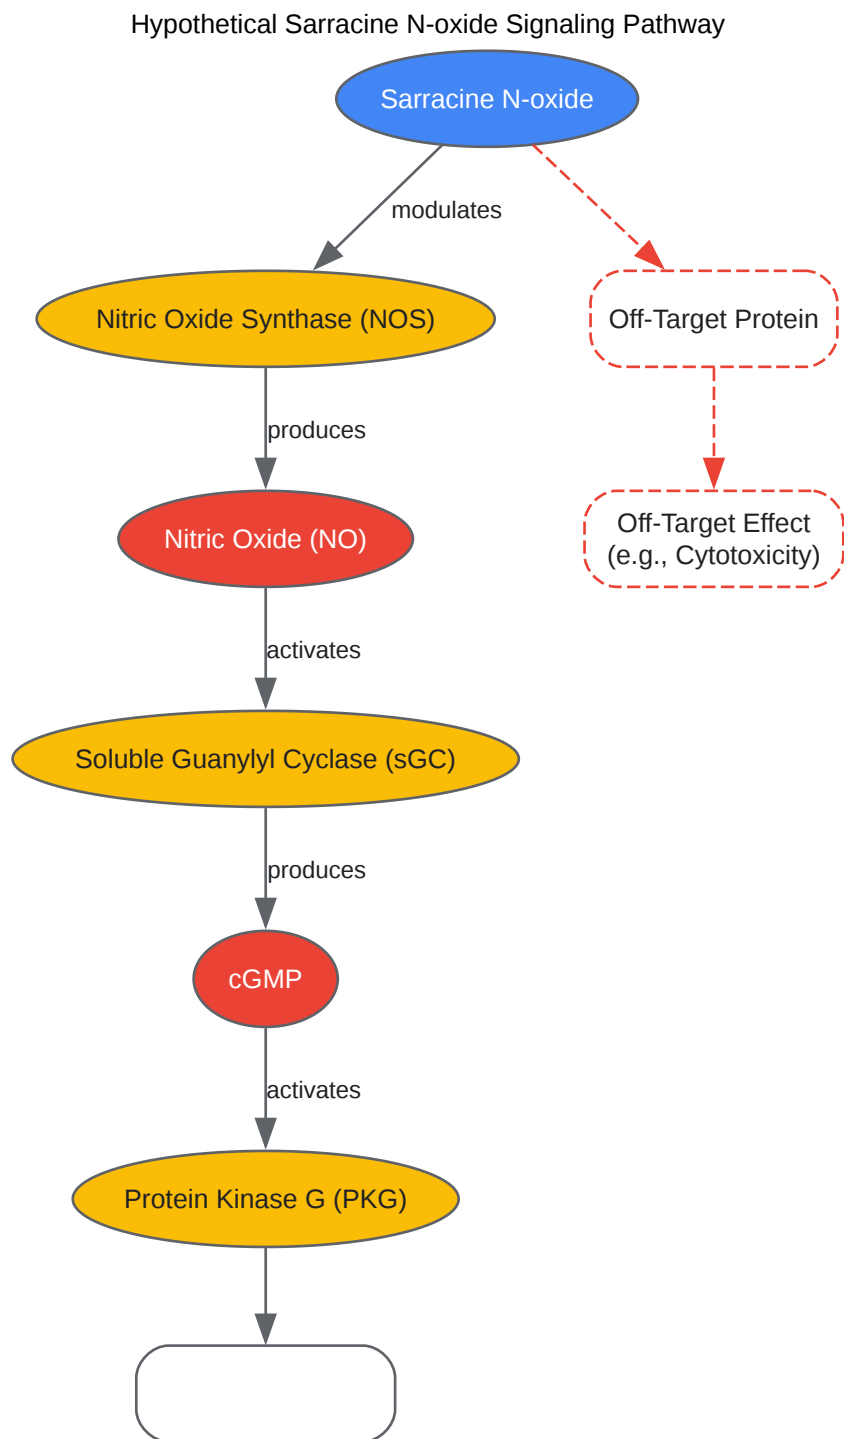 Hypothetical Sarracine N-oxide Signaling Pathway
Sarracine N-oxide
modulates
Nitric Oxide Synthase (NOS)
Off-Target Protein
produces
Nitric Oxide (NO)
Off-Target Effect
(e.g., Cytotoxicity)
activates
Soluble Guanylyl Cyclase (sGC)
produces
cGMP
activates
Protein Kinase G (PKG)